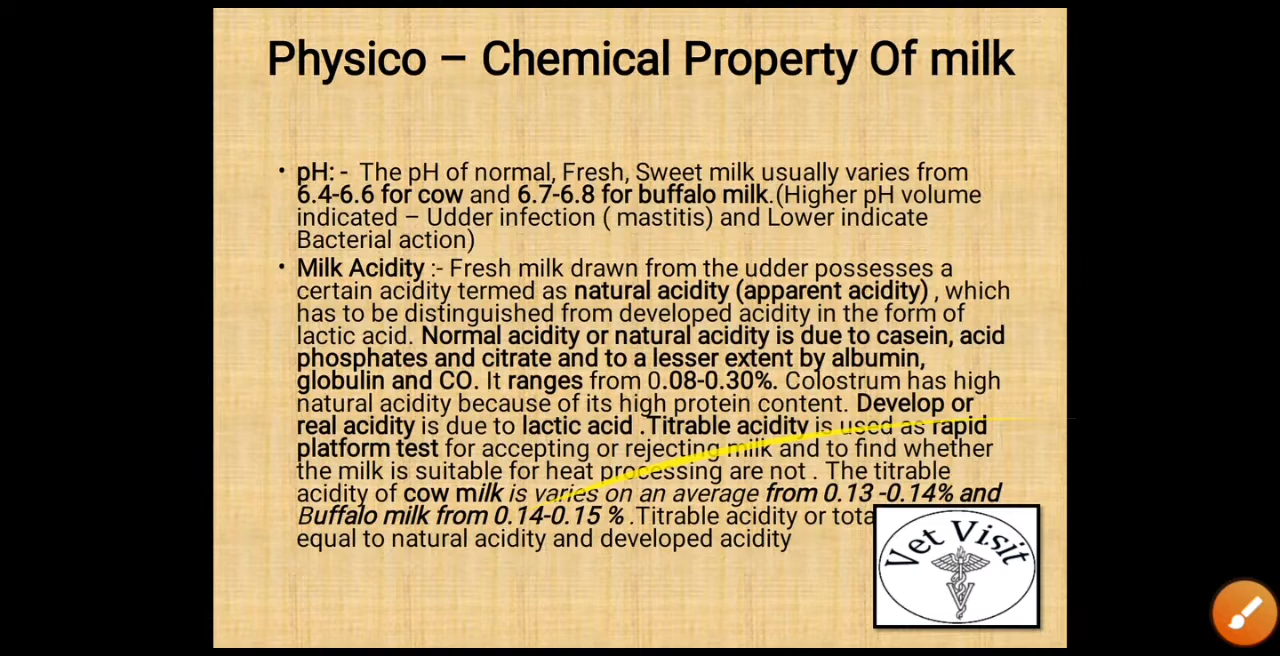 Physico – Chemical Property Of milk
• pH: - The pH of normal, Fresh, Sweet milk usually varies from
6.4-6.6 for cow and 6.7-6.8 for buffalo milk.(Higher pH volume
indicated – Udder infection ( mastitis) and Lower indicate
Bacterial action)
• Milk Acidity :- Fresh milk drawn from the udder possesses a
certain acidity termed as natural acidity (apparent acidity) , which
has to be distinguished from developed acidity in the form of
lactic acid. Normal acidity or natural acidity is due to casein, acid
phosphates and citrate and to a lesser extent by albumin,
globulin and CO. It ranges from 0.08-0.30%. Colostrum has high
natural acidity because of its high protein content. Develop or
real acidity is due to lactic acid .Titrable acidity is used as rapid
platform test for accepting or rejecting milk and to find whether
the milk is suitable for heat processing are not . The titrable
acidity of cow milk is varies on an average from 0.13 -0.14% and
Buffalo milk from 0.14-0.15 % .Titrable acidity or
equal to natural acidity and developed acidity
Vet Visit